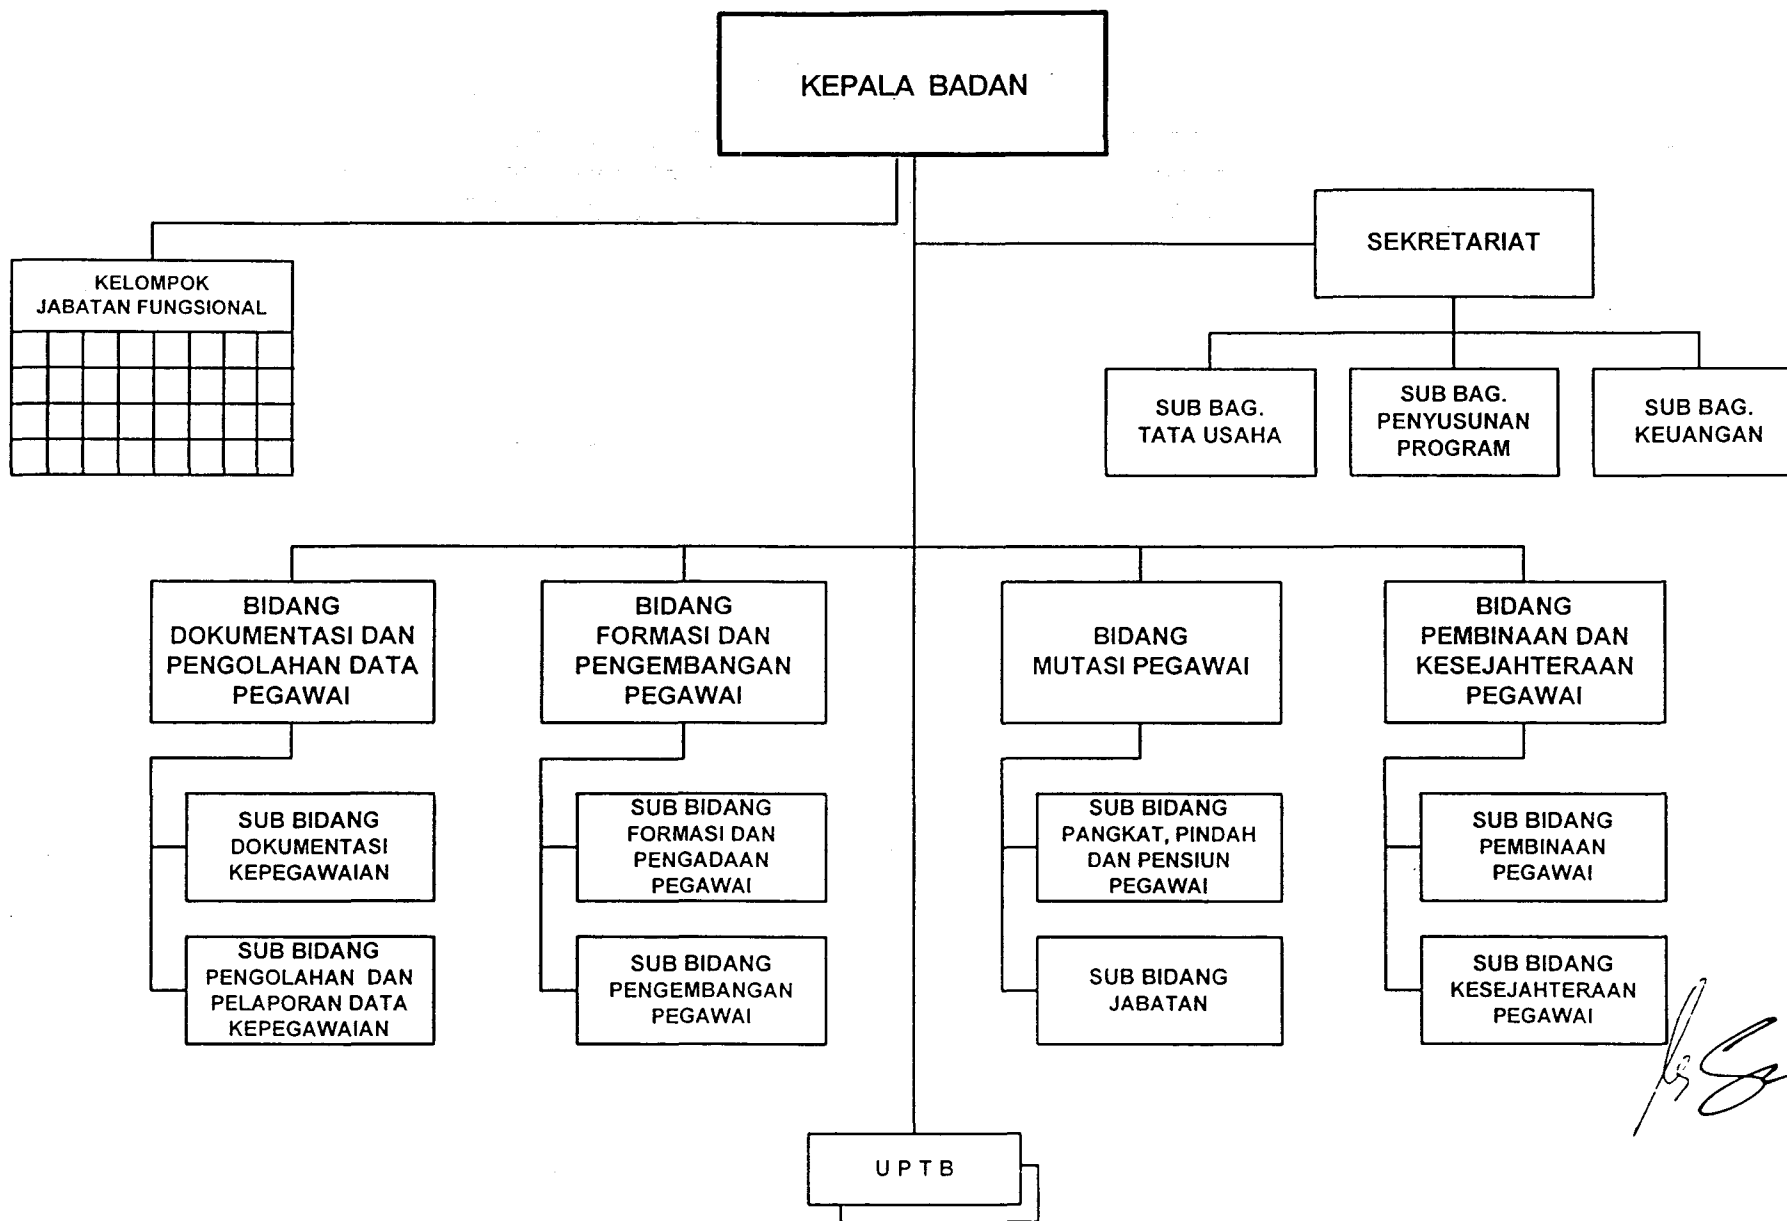 KEPALA BADAN
SEKRETARIAT
KELOMPOK
JABATAN FUNGSIONAL
SUB BAG.
TATA USAHA
SUB BAG.
PENYUSUNAN
PROGRAM
SUB BAG.
KEUANGAN
BIDANG
DOKUMENTASI DAN
PENGOLAHAN DATA
PEGAWAI
BIDANG
FORMASI DAN
PENGEMBANGAN
PEGAWAI
BIDANG
MUTASI PEGAWAI
BIDANG
PEMBINAAN DAN
KESEJAHTERAAN
PEGAWAI
SUB BIDANG
DOKUMENTASI
KEPEGAWAIAN
SUB BIDANG
FORMASI DAN
PENGADAAN
PEGAWAI
SUB BIDANG
PANGKAT, PINDAH
DAN PENSIUN
PEGAWAI
SUB BIDANG
PEMBINAAN
PEGAWAI
SUB BIDANG
PENGOLAHAN DAN
PELAPORAN DATA
KEPEGAWAIAN
SUB BIDANG
PENGEMBANGAN
PEGAWAI
SUB BIDANG
JABATAN
SUB BIDANG
KESEJAHTERAAN
PEGAWAI
U P T B